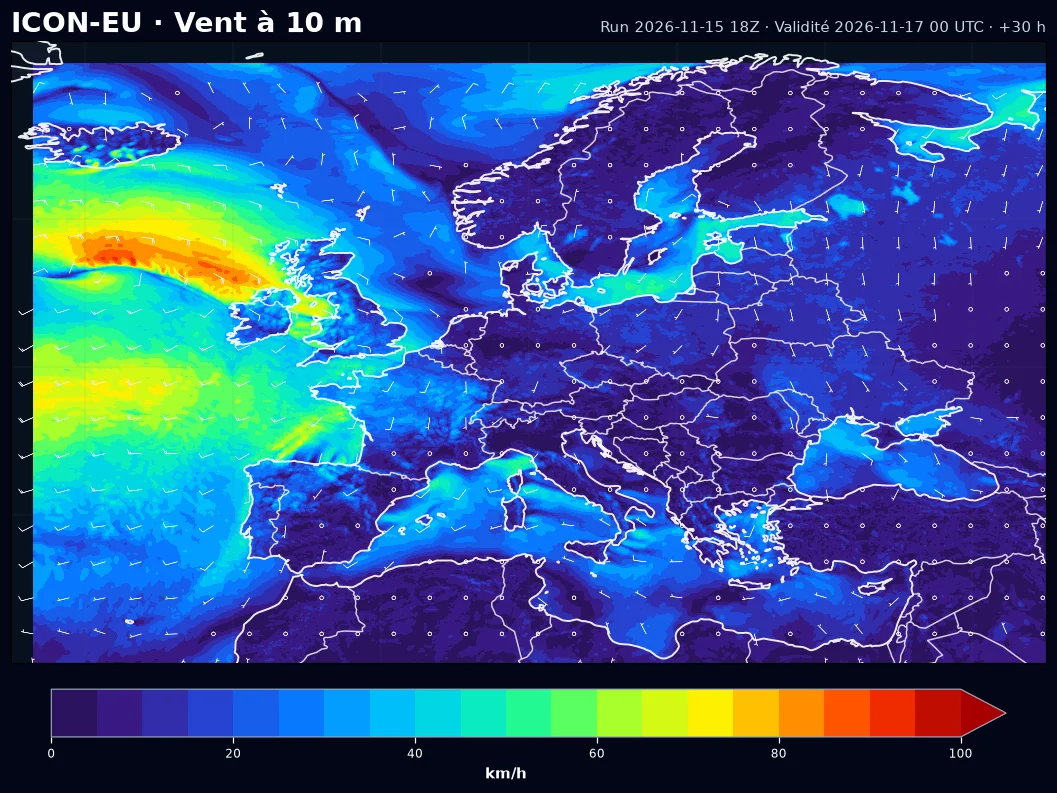 ICON-EU · Vent à 10 m
Run 2026-11-15 18Z · Validité 2026-11-17 00 UTC · +30 h
0 20 40 60 80 100
km/h